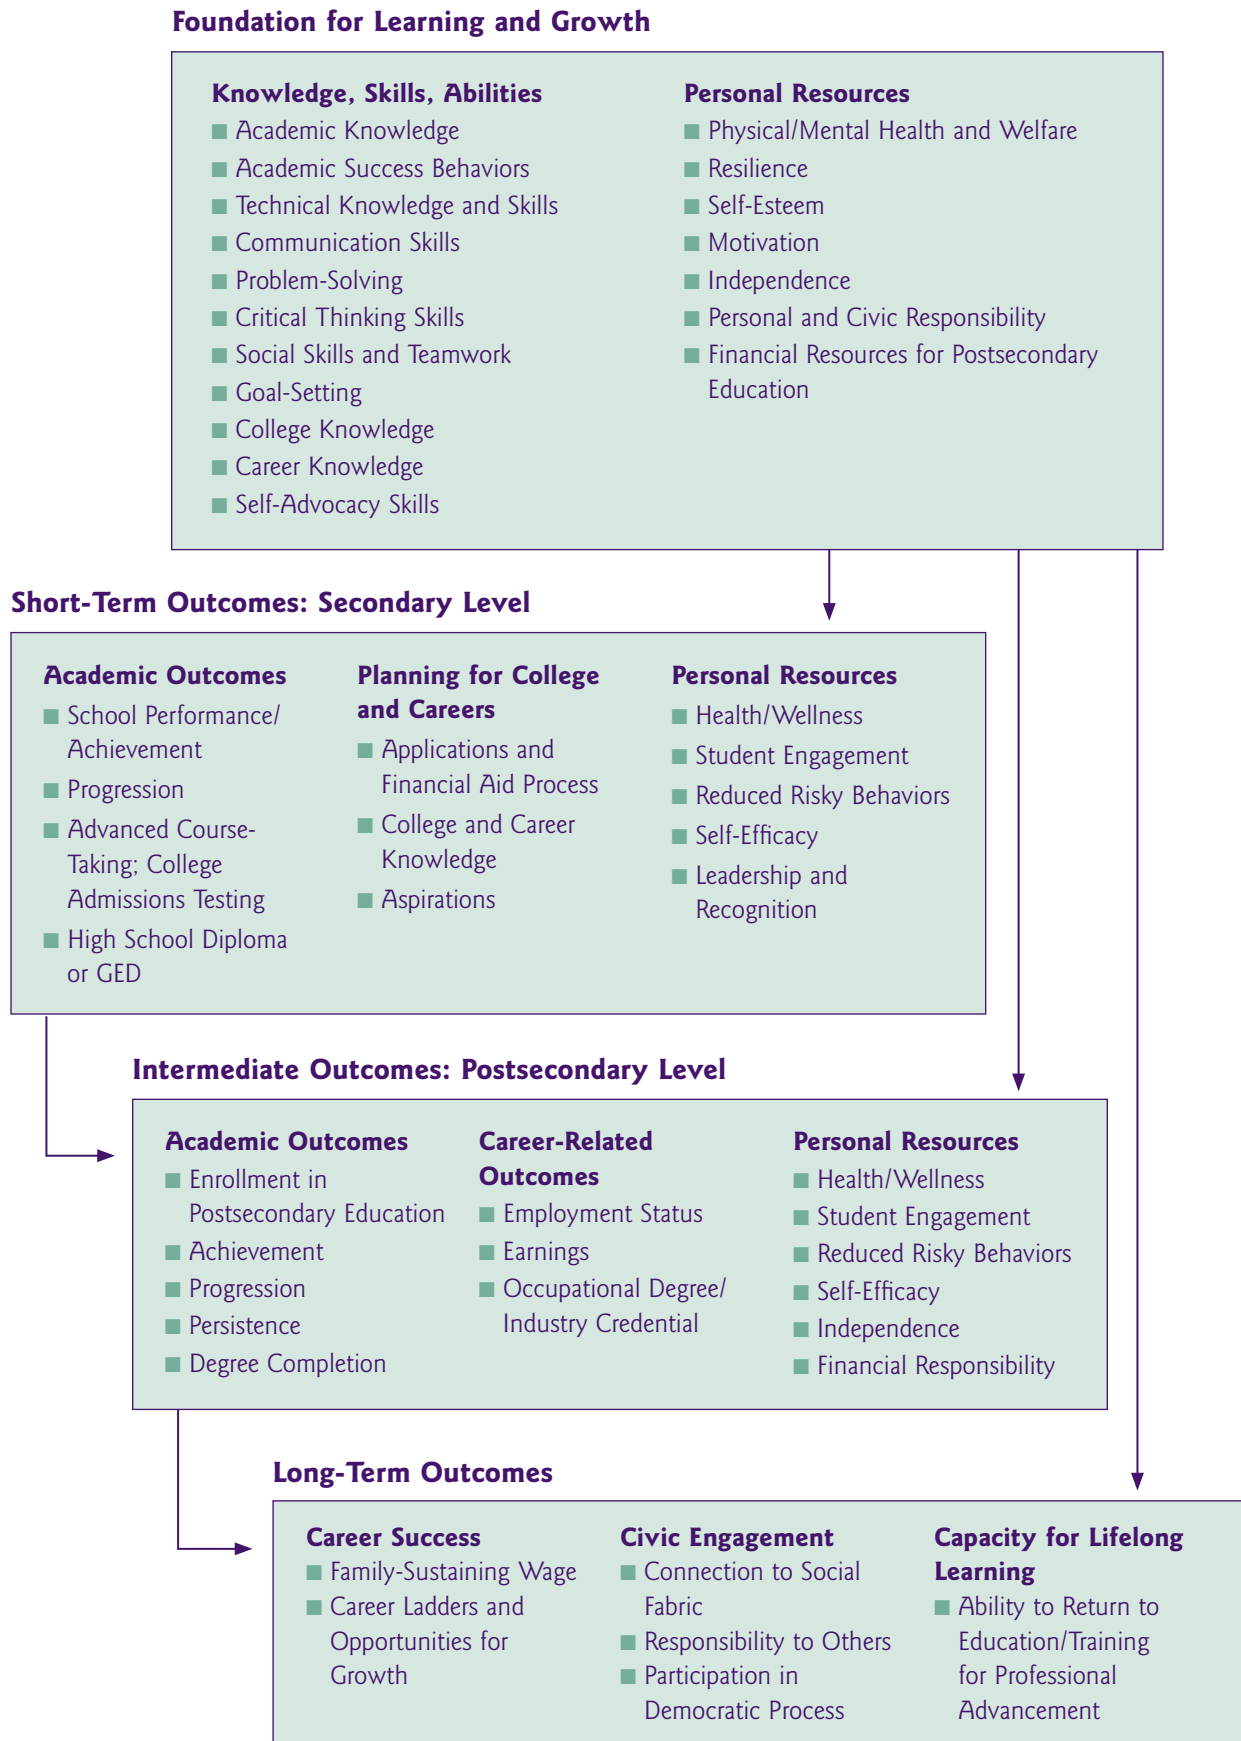 Foundation for Learning and Growth
Knowledge, Skills, Abilities
Academic Knowledge
Academic Success Behaviors
Technical Knowledge and Skills
Communication Skills
Problem-Solving
Critical Thinking Skills
Social Skills and Teamwork
Goal-Setting
College Knowledge
Career Knowledge
Self-Advocacy Skills
Personal Resources
Physical/Mental Health and Welfare
Resilience
Self-Esteem
Motivation
Independence
Personal and Civic Responsibility
Financial Resources for Postsecondary
Education
Short-Term Outcomes: Secondary Level
Academic Outcomes
School Performance/
Achievement
Progression
Advanced Course-
Taking; College
Admissions Testing
High School Diploma
or GED
Planning for College
and Careers
Applications and
Financial Aid Process
College and Career
Knowledge
Aspirations
Personal Resources
Health/Wellness
Student Engagement
Reduced Risky Behaviors
Self-Efficacy
Leadership and
Recognition
Intermediate Outcomes: Postsecondary Level
Academic Outcomes
Enrollment in
Postsecondary Education
Achievement
Progression
Persistence
Degree Completion
Career-Related
Outcomes
Employment Status
Earnings
Occupational Degree/
Industry Credential
Personal Resources
Health/Wellness
Student Engagement
Reduced Risky Behaviors
Self-Efficacy
Independence
Financial Responsibility
Long-Term Outcomes
Career Success
Family-Sustaining Wage
Career Ladders and
Opportunities for
Growth
Civic Engagement
Connection to Social
Fabric
Responsibility to Others
Participation in
Democratic Process
Capacity for Lifelong
Learning
Ability to Return to
Education/Training
for Professional
Advancement